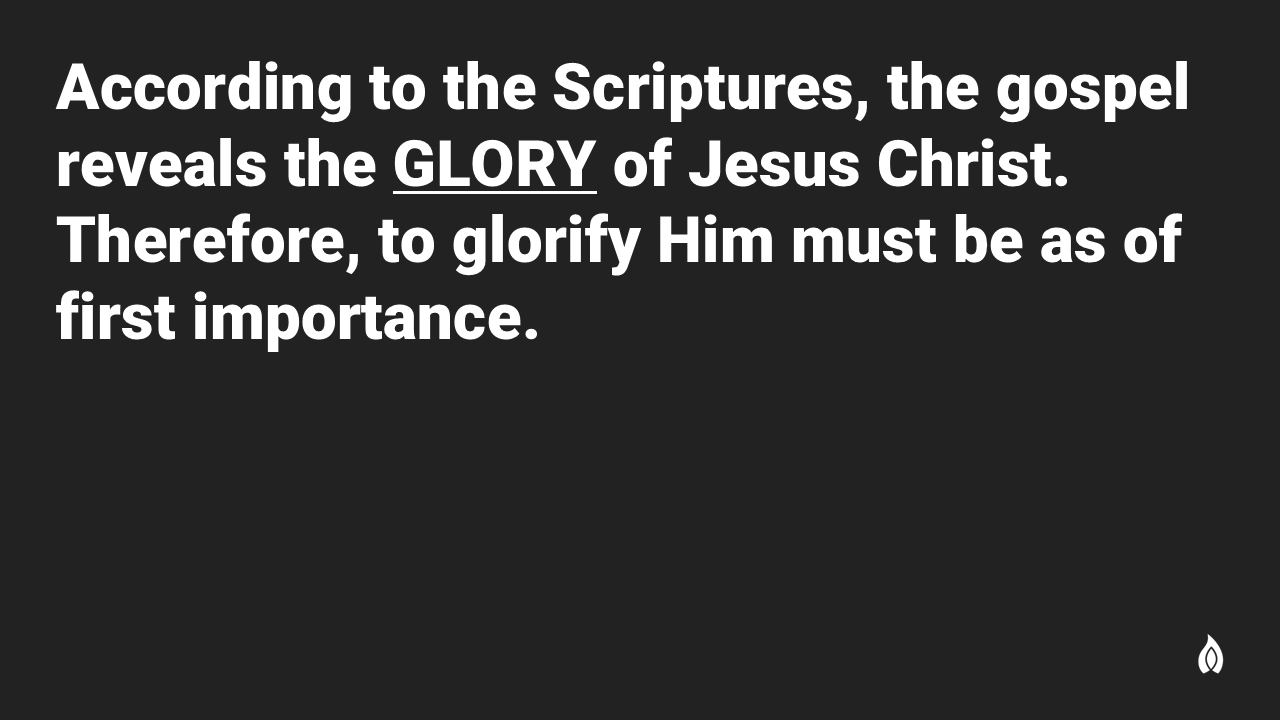 According to the Scriptures, the gospel
reveals the GLORY of Jesus Christ.
Therefore, to glorify Him must be as of
first importance.